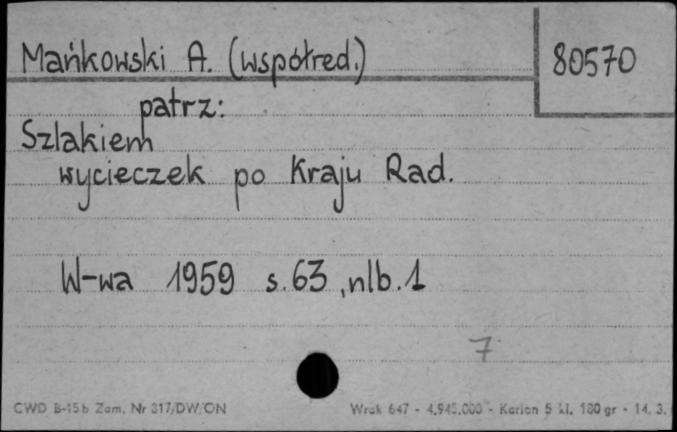 Mańkowski A. (współred.)
80570
patrz:
Szlakiem
wycieczek po Kraju Rad.
W-wa 1959 s.63, nlb.1
7
CWD B-15b Zam. Nr 317/DW/ON
Wrak 647 - 4.945.000 - Karton 5 kl. 180 gr - 14. 3.